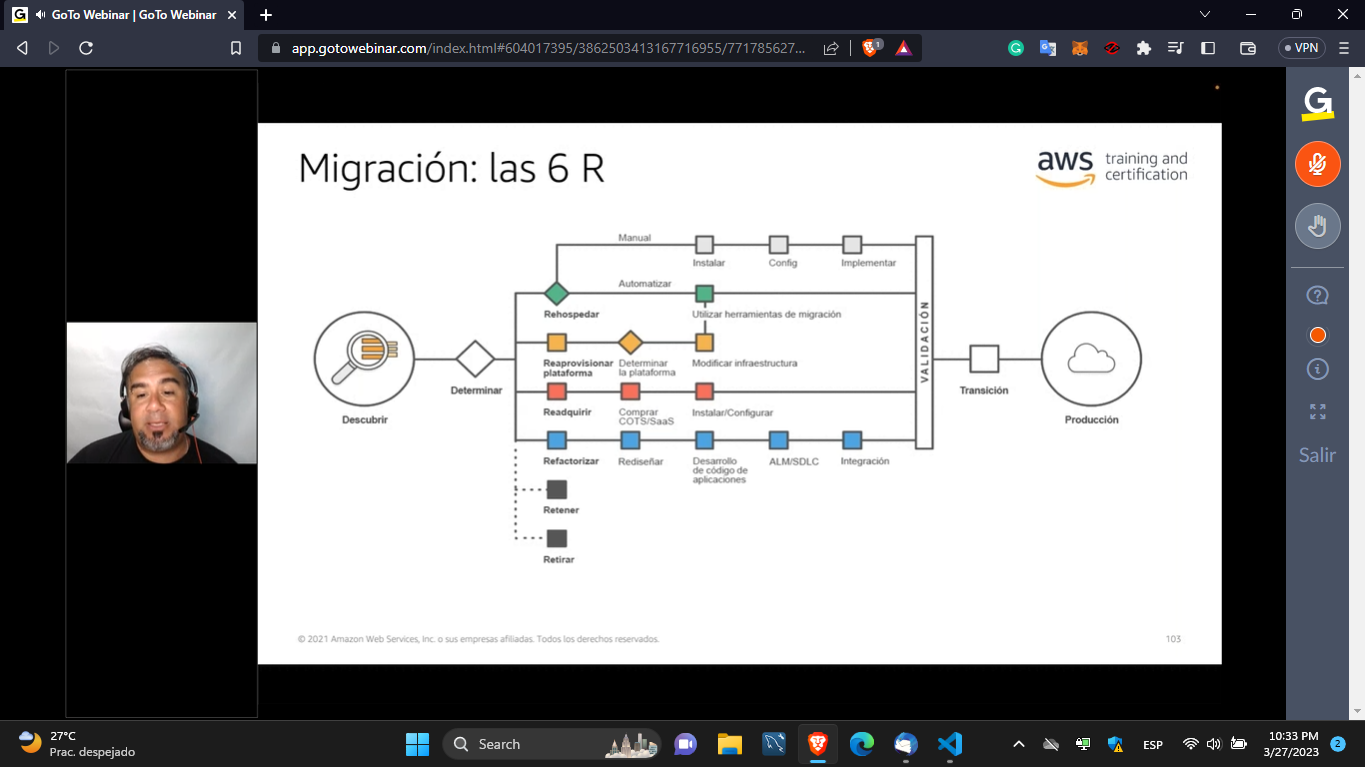 GoTo Webinar | GoTo Webinar
app.gotowebinar.com/index.html#604017395/3862503413167716955/771785627...
1
VPN
Migración: las 6 R
aws training and
certification
Manual
Instalar
Config
Implementar
Automatizar
Rehospedar
Utilizar herramientas de migración
Reaprovisionar
plataforma
Determinar
la plataforma
Modificar infraestructura
VALIDACIÓN
Descubrir
Determinar
Transición
Producción
Readquirir
Comprar
COTS/SaaS
Instalar/Configurar
Refactorizar
Rediseñar
Desarrollo
de código de
aplicaciones
ALM/SDLC
Integración
Retener
Retirar
© 2021 Amazon Web Services, Inc. o sus empresas afiliadas. Todos los derechos reservados.
103
Salir
27°C
Prac. despejado
Search
ESP
10:33 PM
3/27/2023
2